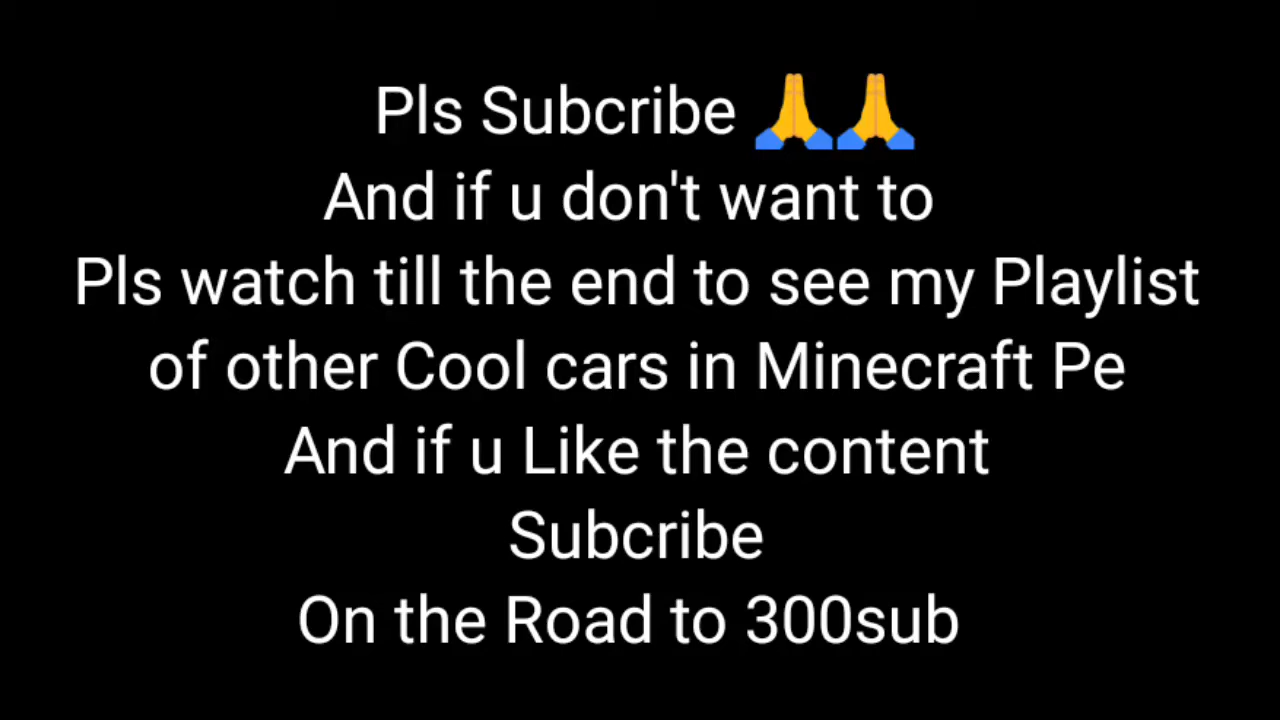 Pls Subcribe 🙏🙏
And if u don't want to
Pls watch till the end to see my Playlist
of other Cool cars in Minecraft Pe
And if u Like the content
Subcribe
On the Road to 300sub